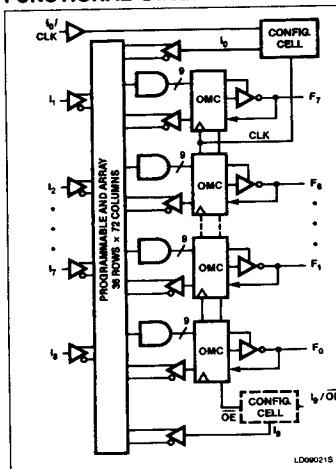 I0/
CLK
I0
CONFIG.
CELL
9
OMC
F7
I1
CLK
9
OMC
F6
I2
PROGRAMMABLE AND ARRAY
36 ROWS × 72 COLUMNS
9
OMC
F1
I7
9
OMC
F0
I8
OE
CONFIG.
CELL
I9/OE
I9
LD09021S